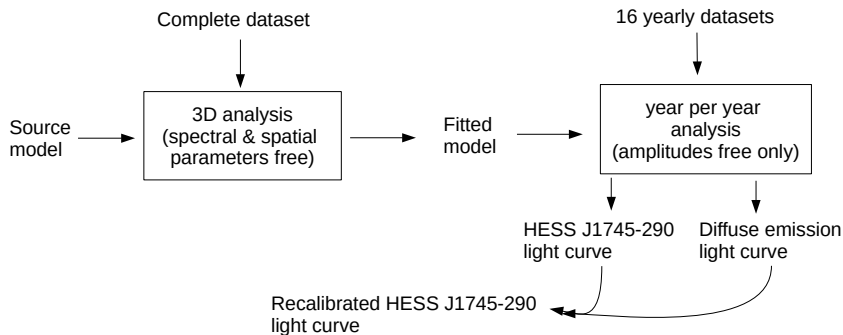 Complete dataset
16 yearly datasets
Source
model
3D analysis
(spectral & spatial
parameters free)
Fitted
model
year per year
analysis
(amplitudes free only)
HESS J1745-290
light curve
Diffuse emission
light curve
Recalibrated HESS J1745-290
light curve